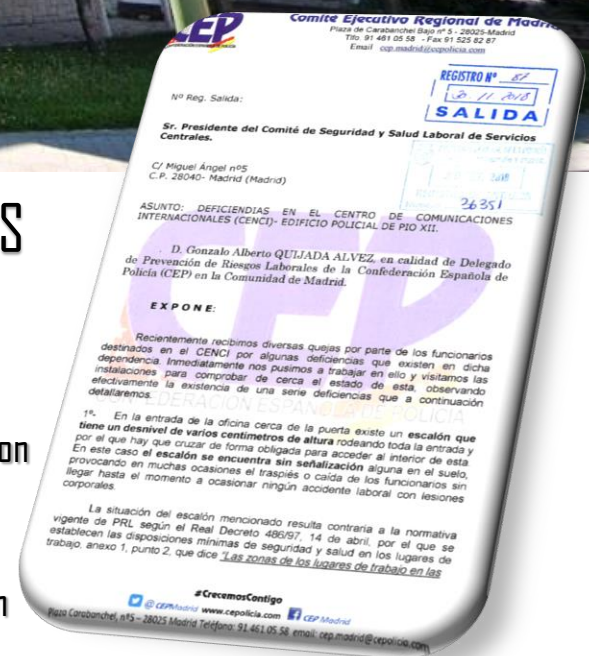 CEP
Comité Ejecutivo Regional de Madrid
Plaza de Carabanchel Bajo nº 5 - 28025-Madrid
Tlfo. 91 461 05 58 - Fax 91 525 82 87
Email cep.madrid@cepolicia.com
REGISTRO Nº 87
30 / 11 / 2018
SALIDA
Nº Reg. Salida:
Sr. Presidente del Comité de Seguridad y Salud Laboral de Servicios
Centrales.
C/ Miguel Ángel nº5
C.P. 28040- Madrid (Madrid)
2018
36351
ASUNTO: DEFICIENDIAS EN EL CENTRO DE COMUNICACIONES
INTERNACIONALES (CENCI)- EDIFICIO POLICIAL DE PIO XII.
D. Gonzalo Alberto QUIJADA ALVEZ, en calidad de Delegado
de Prevención de Riesgos Laborales de la Confederación Española de
Policía (CEP) en la Comunidad de Madrid.
EXPONE:
Recientemente recibimos diversas quejas por parte de los funcionarios
destinados en el CENCI por algunas deficiencias que existen en dicha
dependencia. Inmediatamente nos pusimos a trabajar en ello y visitamos las
instalaciones para comprobar de cerca el estado de esta, observando
efectivamente la existencia de una serie deficiencias que a continuación
detallaremos.
CEP
CONFEDERACIÓN ESPAÑOLA DE POLICÍA
1º- En la entrada de la oficina cerca de la puerta existe un escalón que
tiene un desnivel de varios centímetros de altura rodeando toda la entrada y
por el que hay que cruzar de forma obligada para acceder al interior de esta
En este caso el escalón se encuentra sin señalización alguna en el suelo,
provocando en muchas ocasiones el traspiés o caída de los funcionarios sin
llegar hasta el momento a ocasionar ningún accidente laboral con lesiones
corporales.
La situación del escalón mencionado resulta contraria a la normativa
vigente de PRL según el Real Decreto 486/97, 14 de abril, por el que se
establecen las disposiciones mínimas de seguridad y salud en los lugares de
trabajo, anexo 1, punto 2, que dice "Las zonas de los lugares de trabajo en las
#CrecemosContigo
@CEPMadrid www.cepolicia.com CEP Madrid
Plaza Carabanchel, nº5 - 28025 Madrid Teléfono: 91 461 05 58 email: cep.madrid@cepolicia.com
S
on
n